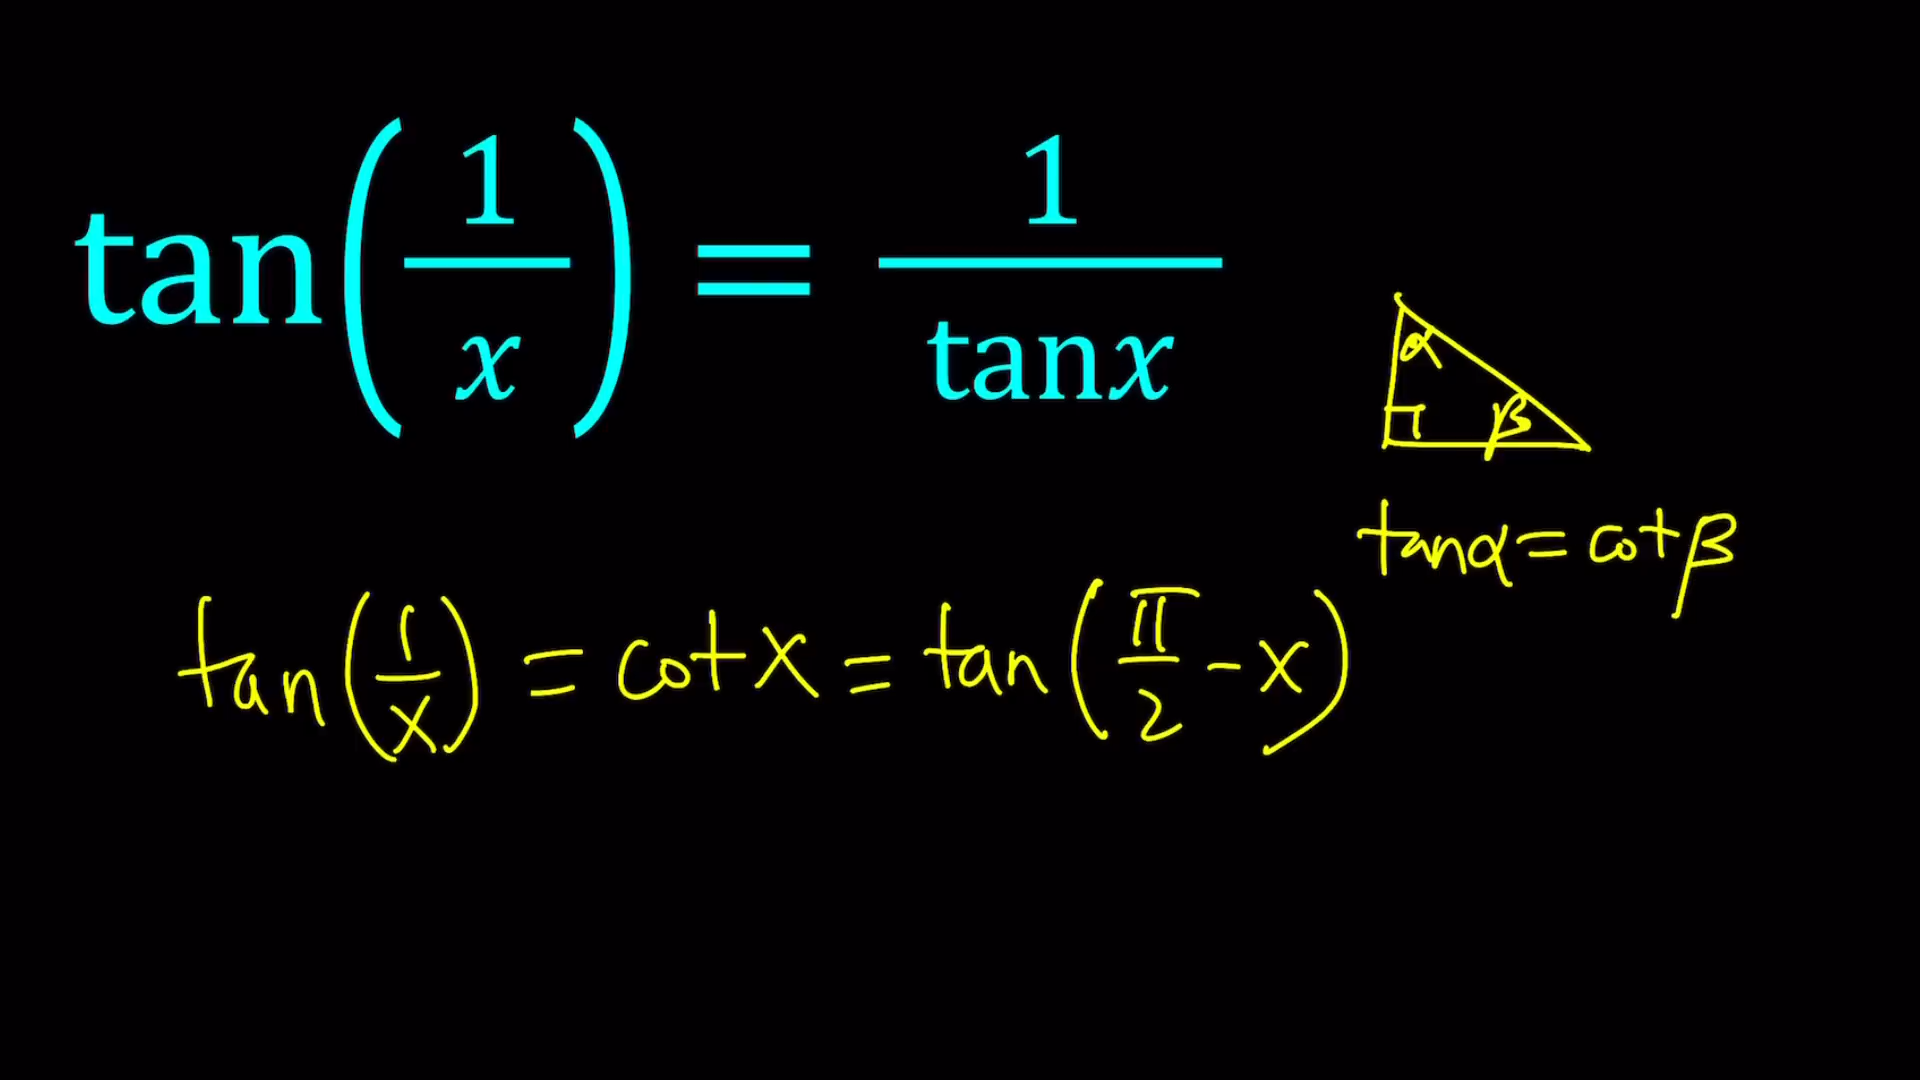 tan(1/x) = 1/tanx
α
β
tanα = cotβ
tan(1/x) = cotx = tan(π/2 - x)